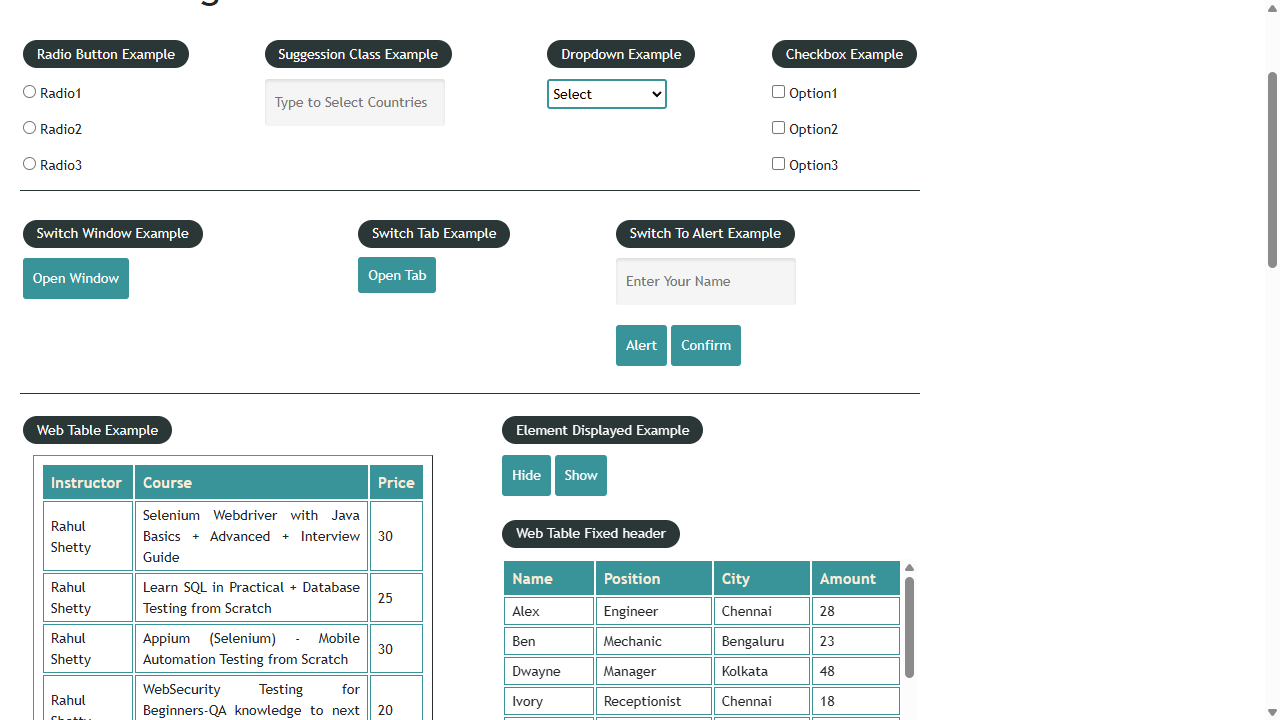 Radio Button Example
Radio1
Radio2
Radio3
Suggession Class Example
Type to Select Countries
Dropdown Example
Select
Checkbox Example
Option1
Option2
Option3
Switch Window Example
Open Window
Switch Tab Example
Open Tab
Switch To Alert Example
Enter Your Name
Alert Confirm
Web Table Example
Instructor Course Price
Rahul Shetty
Selenium Webdriver with Java
Basics + Advanced + Interview
Guide
30
Rahul Shetty
Learn SQL in Practical + Database
Testing from Scratch
25
Rahul Shetty
Appium (Selenium) - Mobile
Automation Testing from Scratch
30
Rahul
WebSecurity Testing for
Beginners-QA knowledge to next
20
Element Displayed Example
Hide Show
Web Table Fixed header
Name Position City Amount
Alex Engineer Chennai 28
Ben Mechanic Bengaluru 23
Dwayne Manager Kolkata 48
Ivory Receptionist Chennai 18